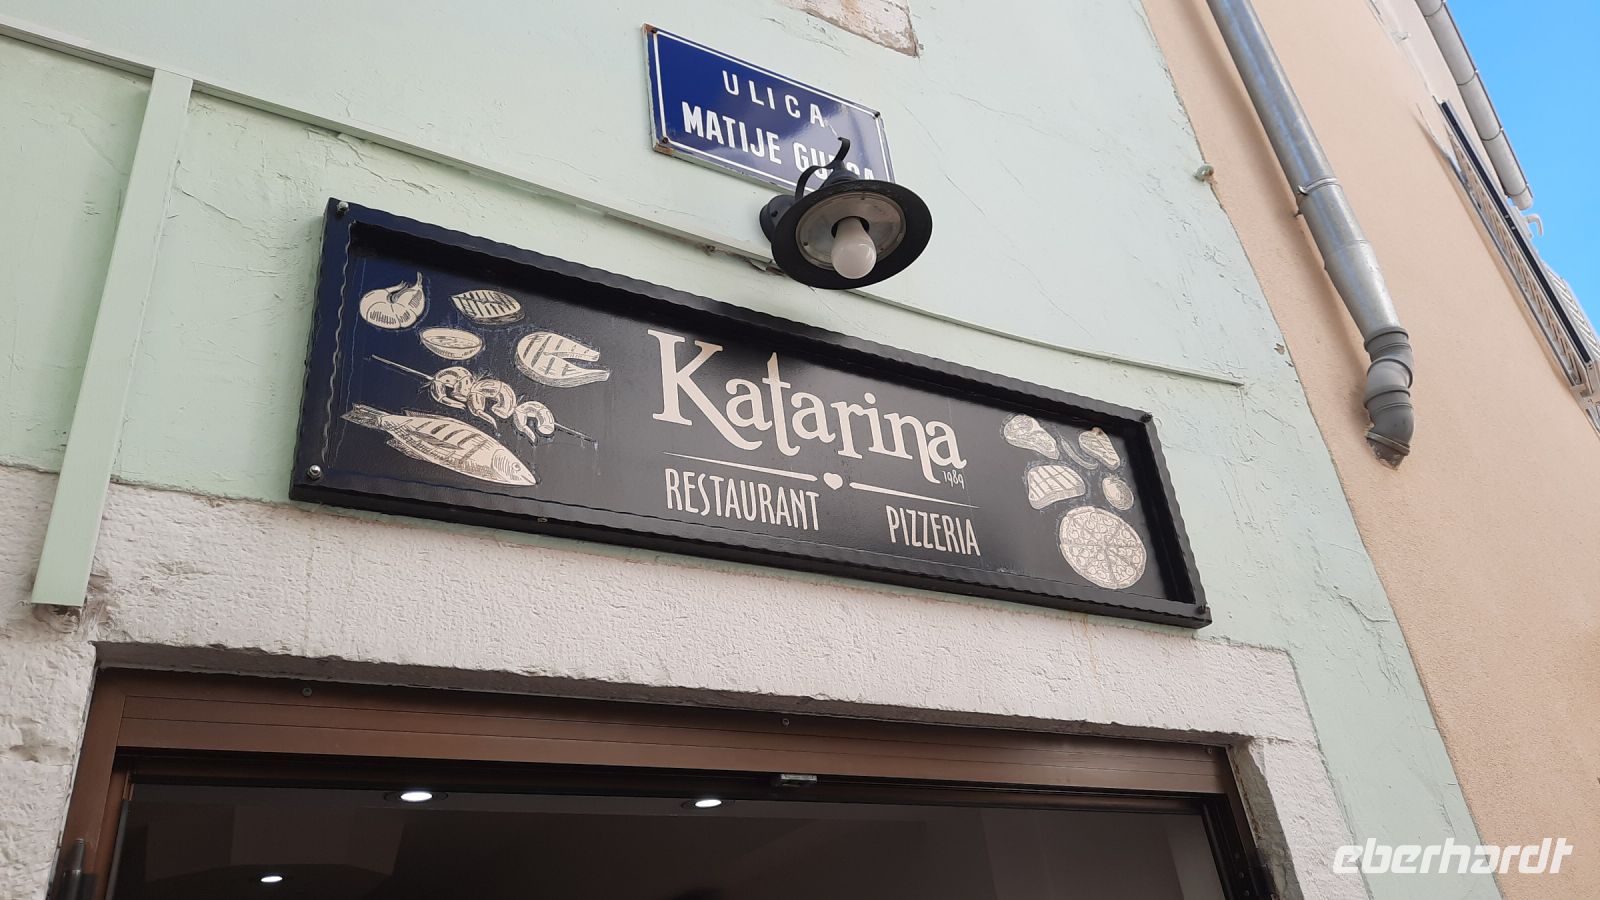 ULICA
MATIJE
Katarina
1989
RESTAURANT PIZZERIA
eberhardt